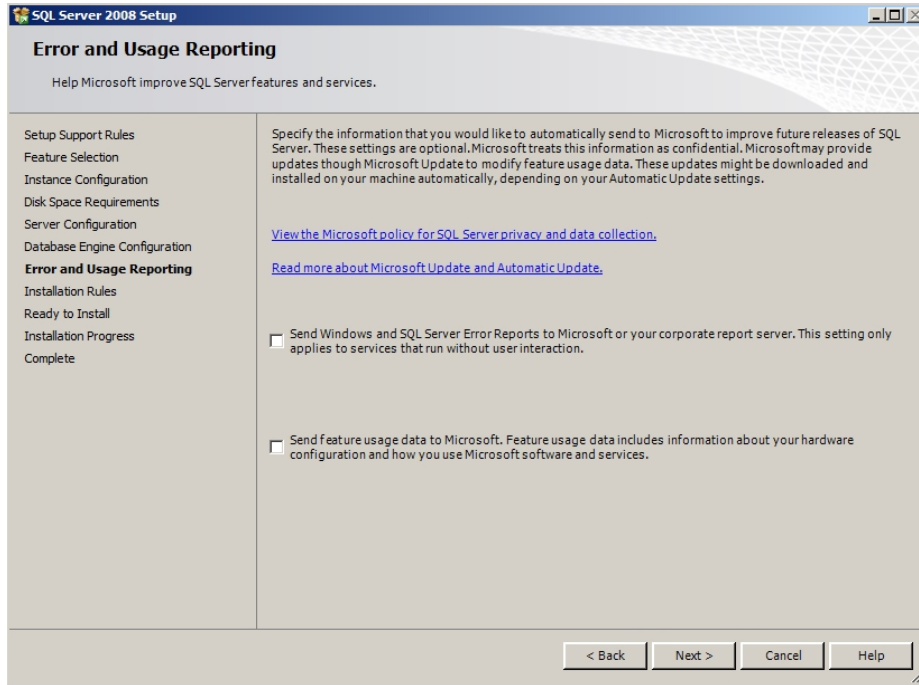 SQL Server 2008 Setup
Error and Usage Reporting
Help Microsoft improve SQL Server features and services.
Setup Support Rules
Feature Selection
Instance Configuration
Disk Space Requirements
Server Configuration
Database Engine Configuration
Error and Usage Reporting
Installation Rules
Ready to Install
Installation Progress
Complete
Specify the information that you would like to automatically send to Microsoft to improve future releases of SQL
Server. These settings are optional. Microsoft treats this information as confidential. Microsoft may provide
updates though Microsoft Update to modify feature usage data. These updates might be downloaded and
installed on your machine automatically, depending on your Automatic Update settings.
View the Microsoft policy for SQL Server privacy and data collection.
Read more about Microsoft Update and Automatic Update.
Send Windows and SQL Server Error Reports to Microsoft or your corporate report server. This setting only
applies to services that run without user interaction.
Send feature usage data to Microsoft. Feature usage data includes information about your hardware
configuration and how you use Microsoft software and services.
< Back
Next >
Cancel
Help